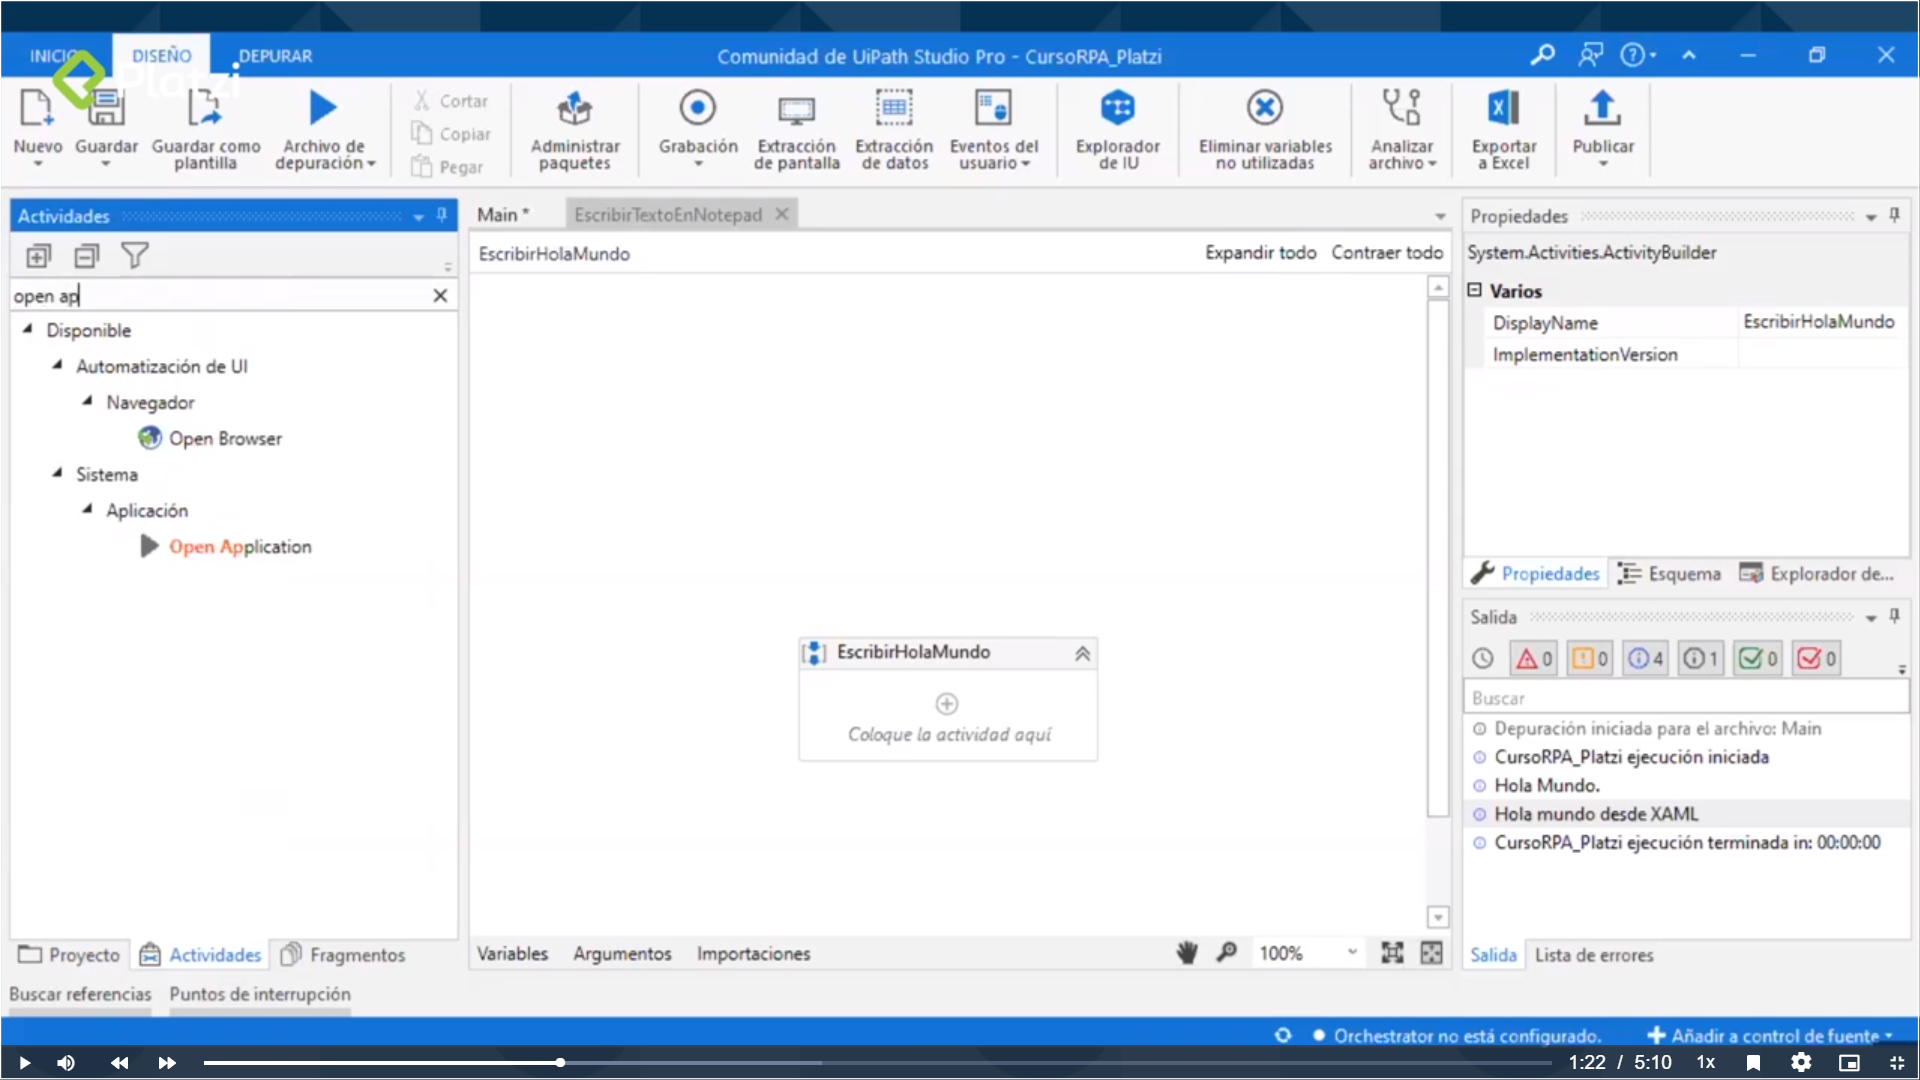 INICIO DISEÑO DEPURAR Comunidad de UiPath Studio Pro - CursoRPA_Platzi
Platzi
Nuevo Guardar Guardar como plantilla Archivo de depuración Cortar Copiar Pegar Administrar paquetes Grabación Extracción de pantalla Extracción de datos Eventos del usuario Explorador de IU Eliminar variables no utilizadas Analizar archivo Exportar a Excel Publicar
Actividades
open ap
Disponible
Automatización de UI
Navegador
Open Browser
Sistema
Aplicación
Open Application
Proyecto Actividades Fragmentos
Main * EscribirTextoEnNotepad
EscribirHolaMundo Expandir todo Contraer todo
EscribirHolaMundo
Coloque la actividad aquí
Variables Argumentos Importaciones 100%
Propiedades
System.Activities.ActivityBuilder
Varios
DisplayName EscribirHolaMundo
ImplementationVersion
Propiedades Esquema Explorador de...
Salida
0 0 4 1 0 0
Buscar
Depuración iniciada para el archivo: Main
CursoRPA_Platzi ejecución iniciada
Hola Mundo.
Hola mundo desde XAML
CursoRPA_Platzi ejecución terminada in: 00:00:00
Salida Lista de errores
Buscar referencias Puntos de interrupción
Orchestrator no está configurado. Añadir a control de fuente
1:22 / 5:10 1x